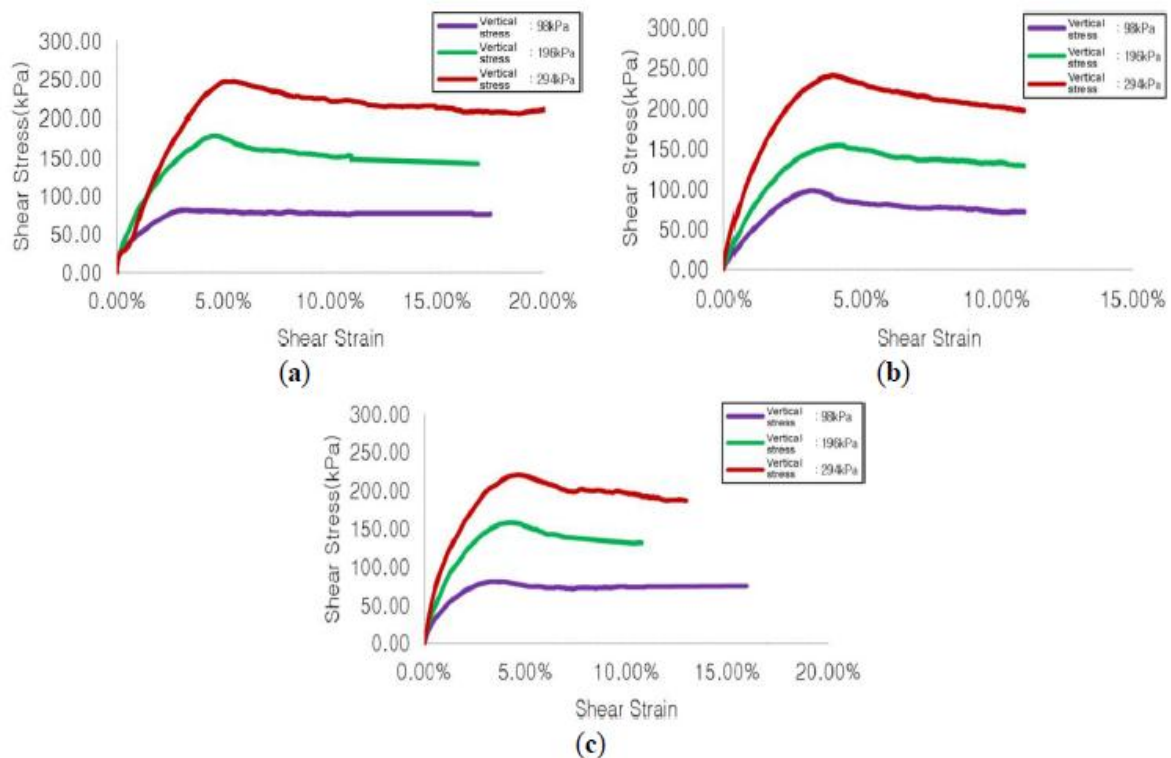 300.00
250.00
200.00
150.00
100.00
50.00
0.00
Shear Stress(kPa)
0.00% 5.00% 10.00% 15.00% 20.00%
Shear Strain
Vertical stress : 98kPa
Vertical stress : 196kPa
Vertical stress : 294kPa
(a)
300.00
250.00
200.00
150.00
100.00
50.00
0.00
Shear Stress(kPa)
0.00% 5.00% 10.00% 15.00%
Shear Strain
Vertical stress : 98kPa
Vertical stress : 196kPa
Vertical stress : 294kPa
(b)
300.00
250.00
200.00
150.00
100.00
50.00
0.00
Shear Stress(kPa)
0.00% 5.00% 10.00% 15.00% 20.00%
Shear Strain
Vertical stress : 98kPa
Vertical stress : 196kPa
Vertical stress : 294kPa
(c)